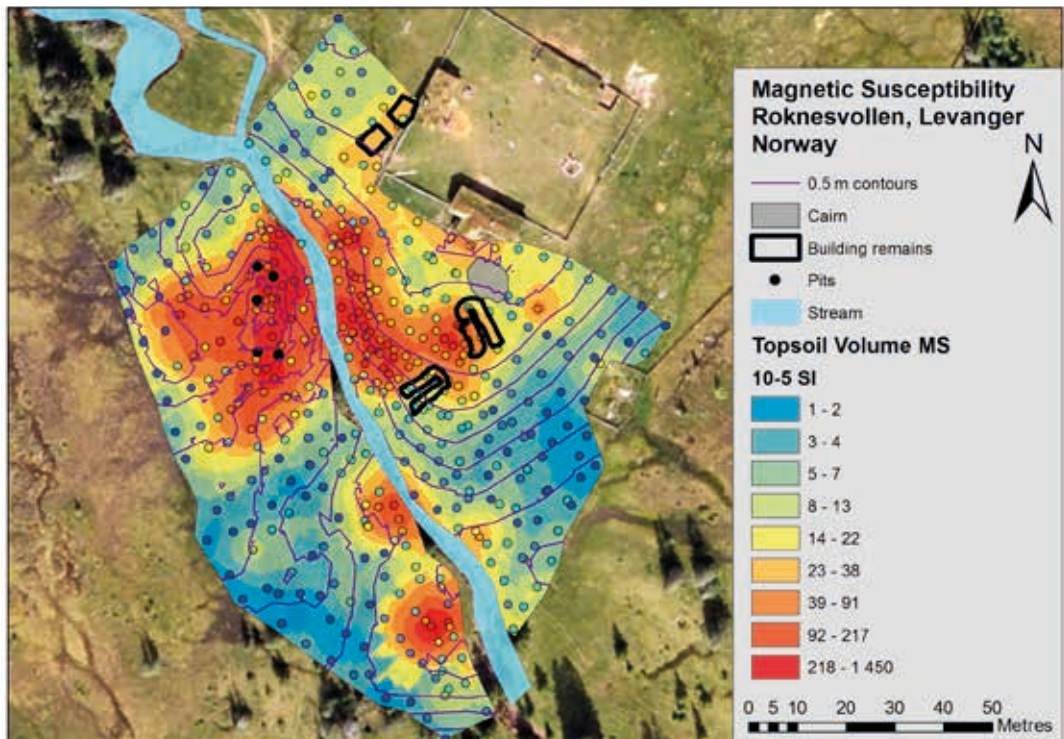 Magnetic Susceptibility
Roknesvollen, Levanger
Norway
N
0.5 m contours
Cairn
Building remains
Pits
Stream
Topsoil Volume MS
10-5 SI
1 - 2
3 - 4
5 - 7
8 - 13
14 - 22
23 - 38
39 - 91
92 - 217
218 - 1 450
0 5 10 20 30 40 50
Metres